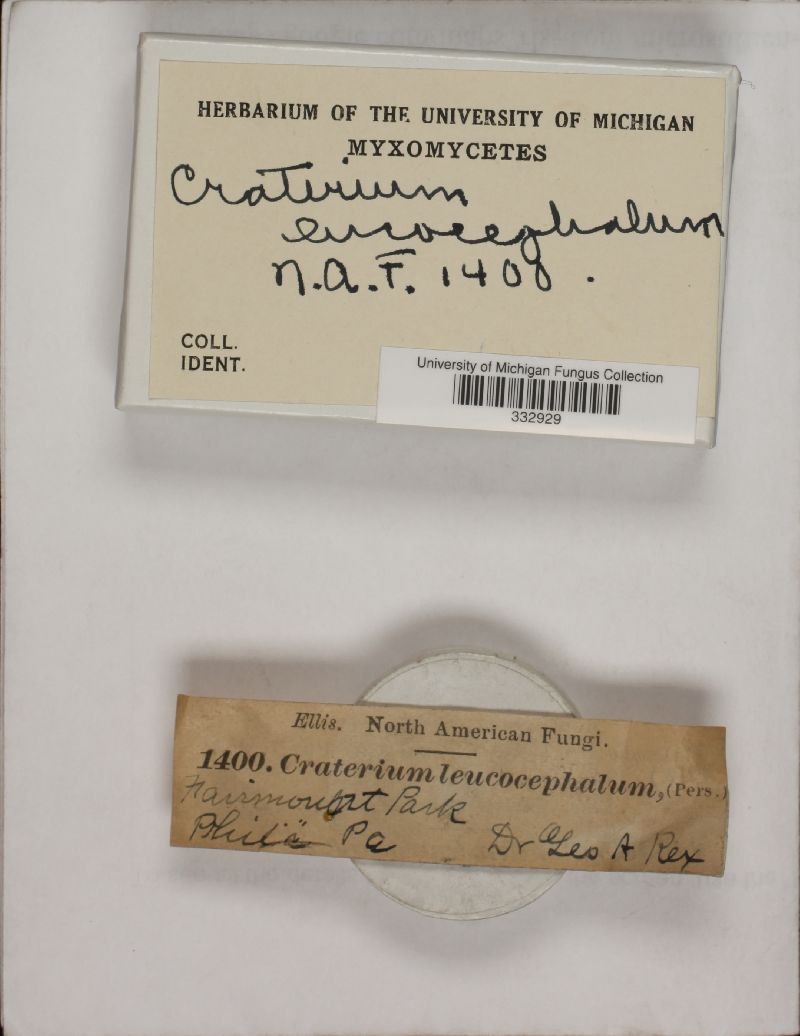 HERBARIUM OF THE UNIVERSITY OF MICHIGAN
MYXOMYCETES
Craterium
leucocephalum
N.A.F. 1400.
COLL.
IDENT.
University of Michigan Fungus Collection
332929
Ellis. North American Fungi.
1400. Craterium leucocephalum, (Pers.)
Fairmount Park
Phila Pa Dr Geo A Rex